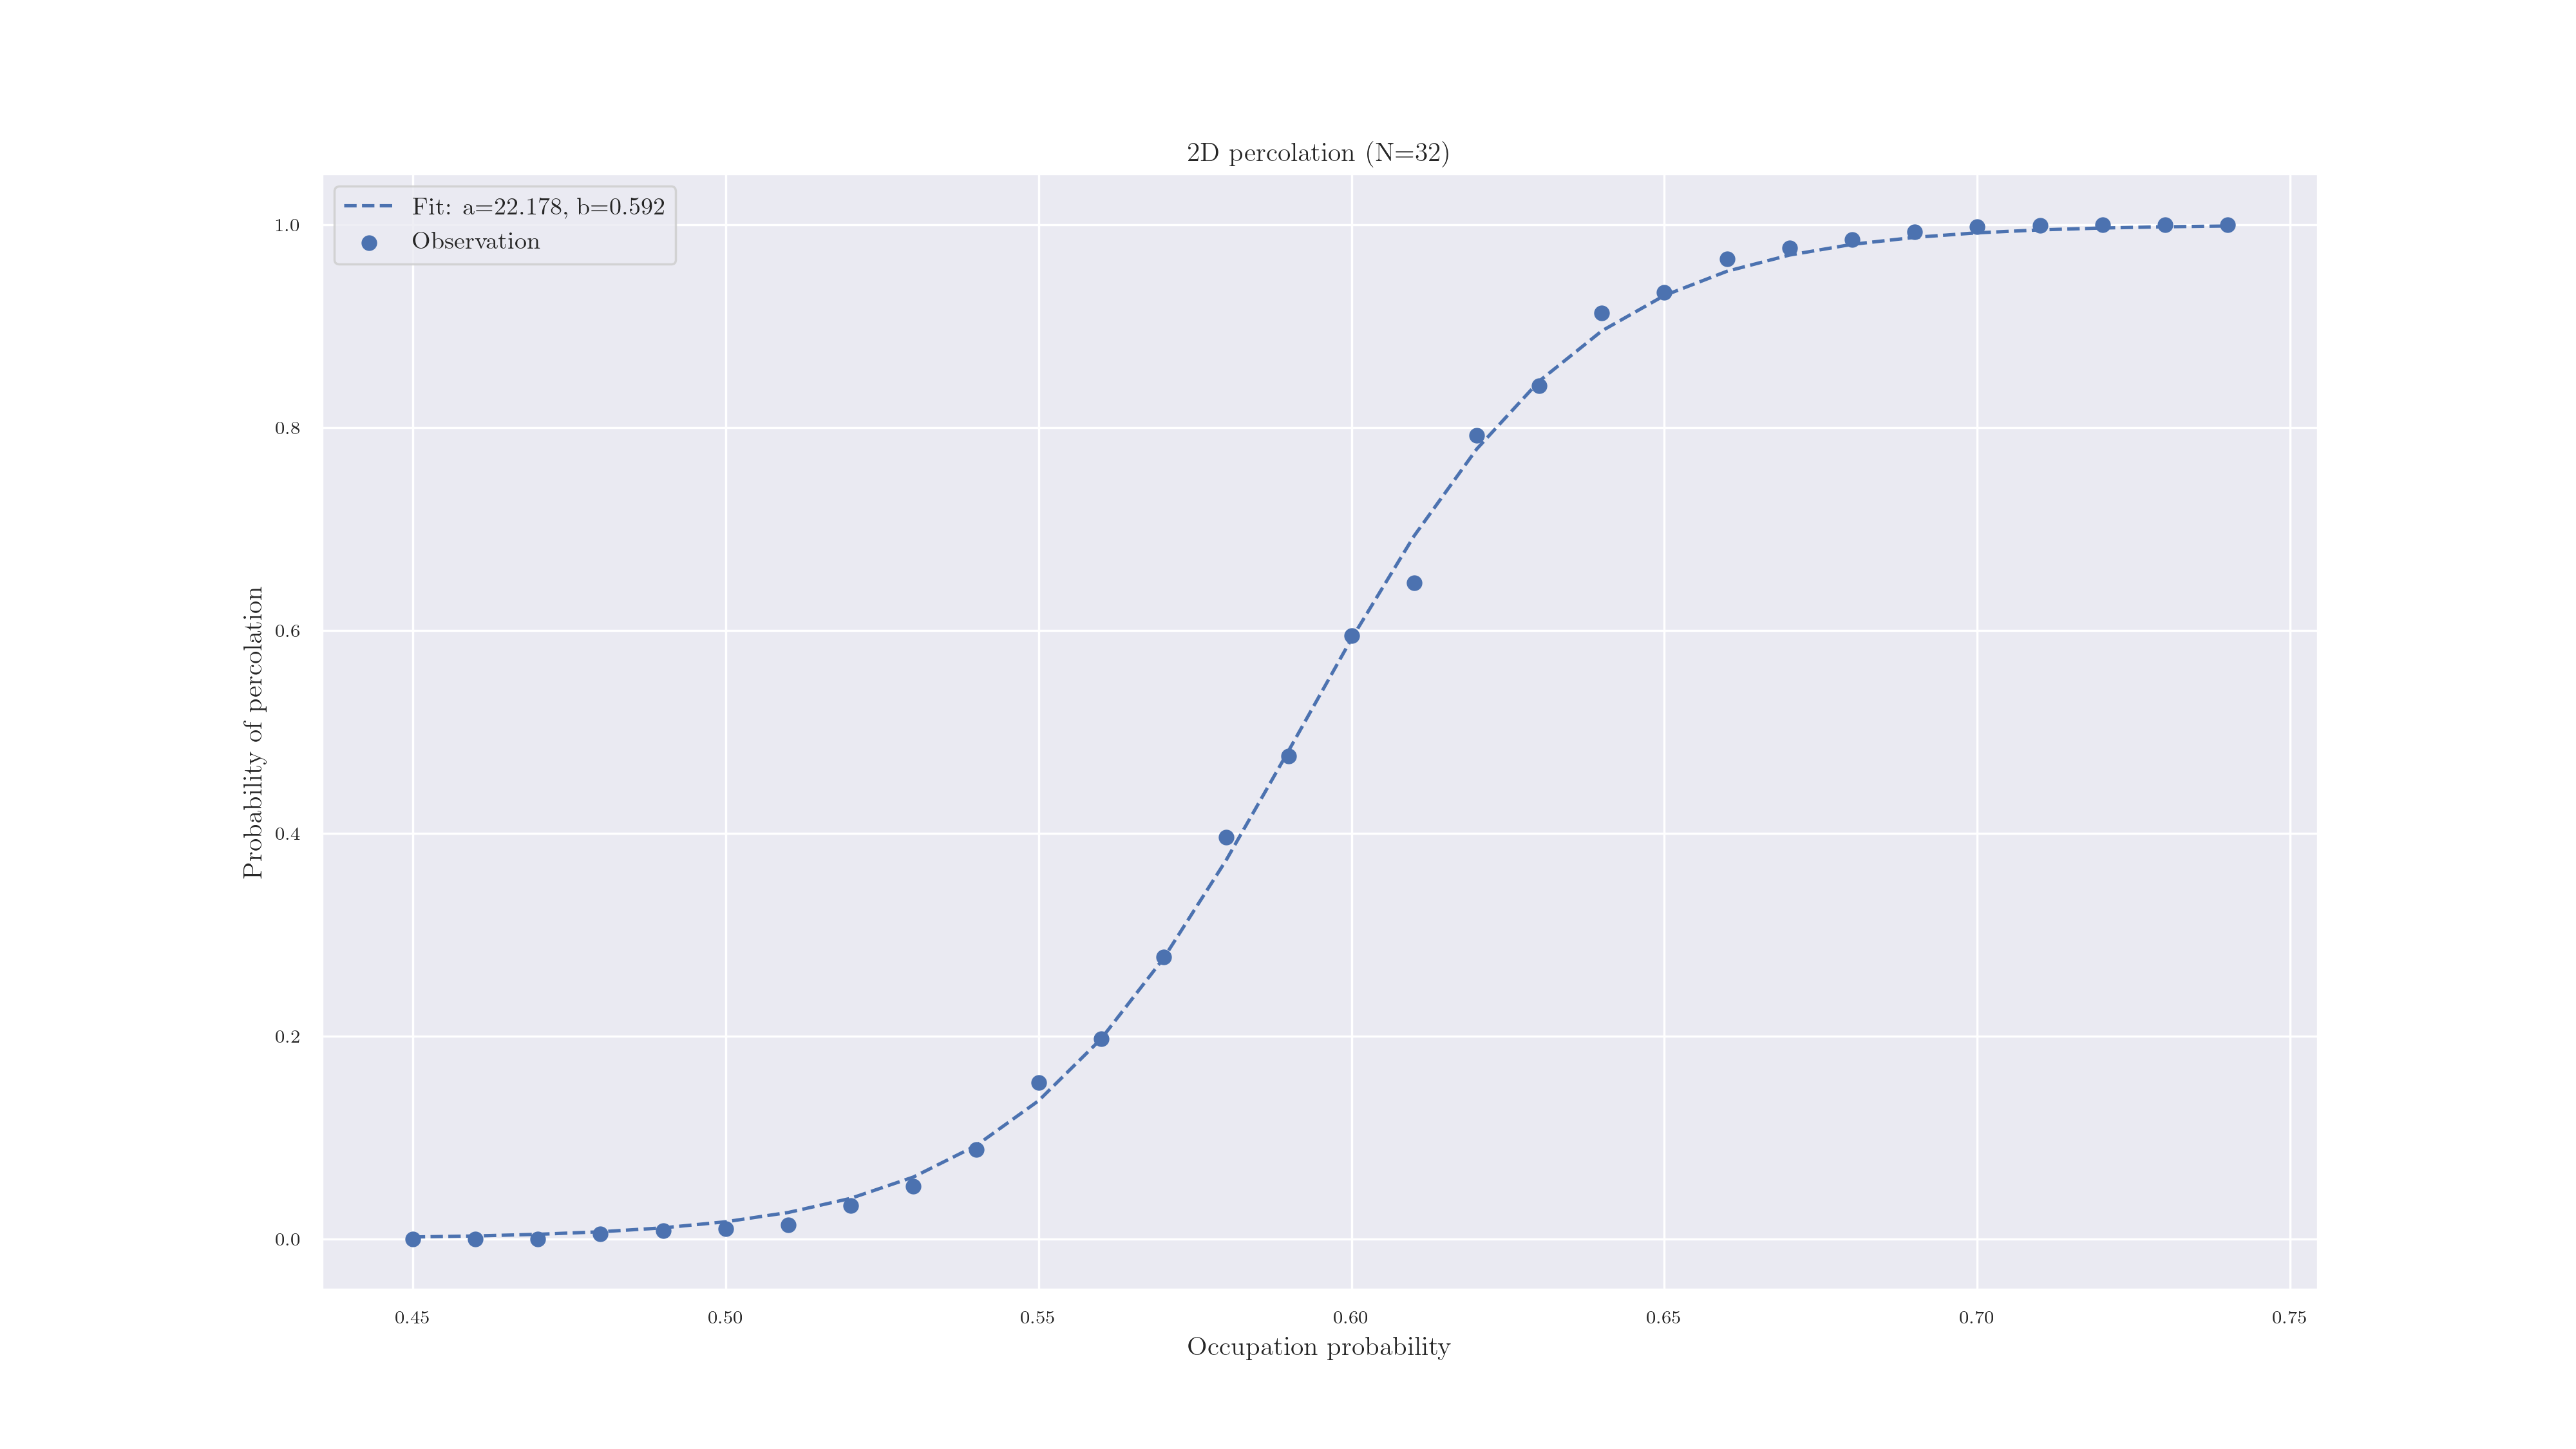 2D percolation (N=32)
Fit: a=22.178, b=0.592
Observation
1.0
0.8
0.6
0.4
0.2
0.0
Probability of percolation
0.45 0.50 0.55 0.60 0.65 0.70 0.75
Occupation probability